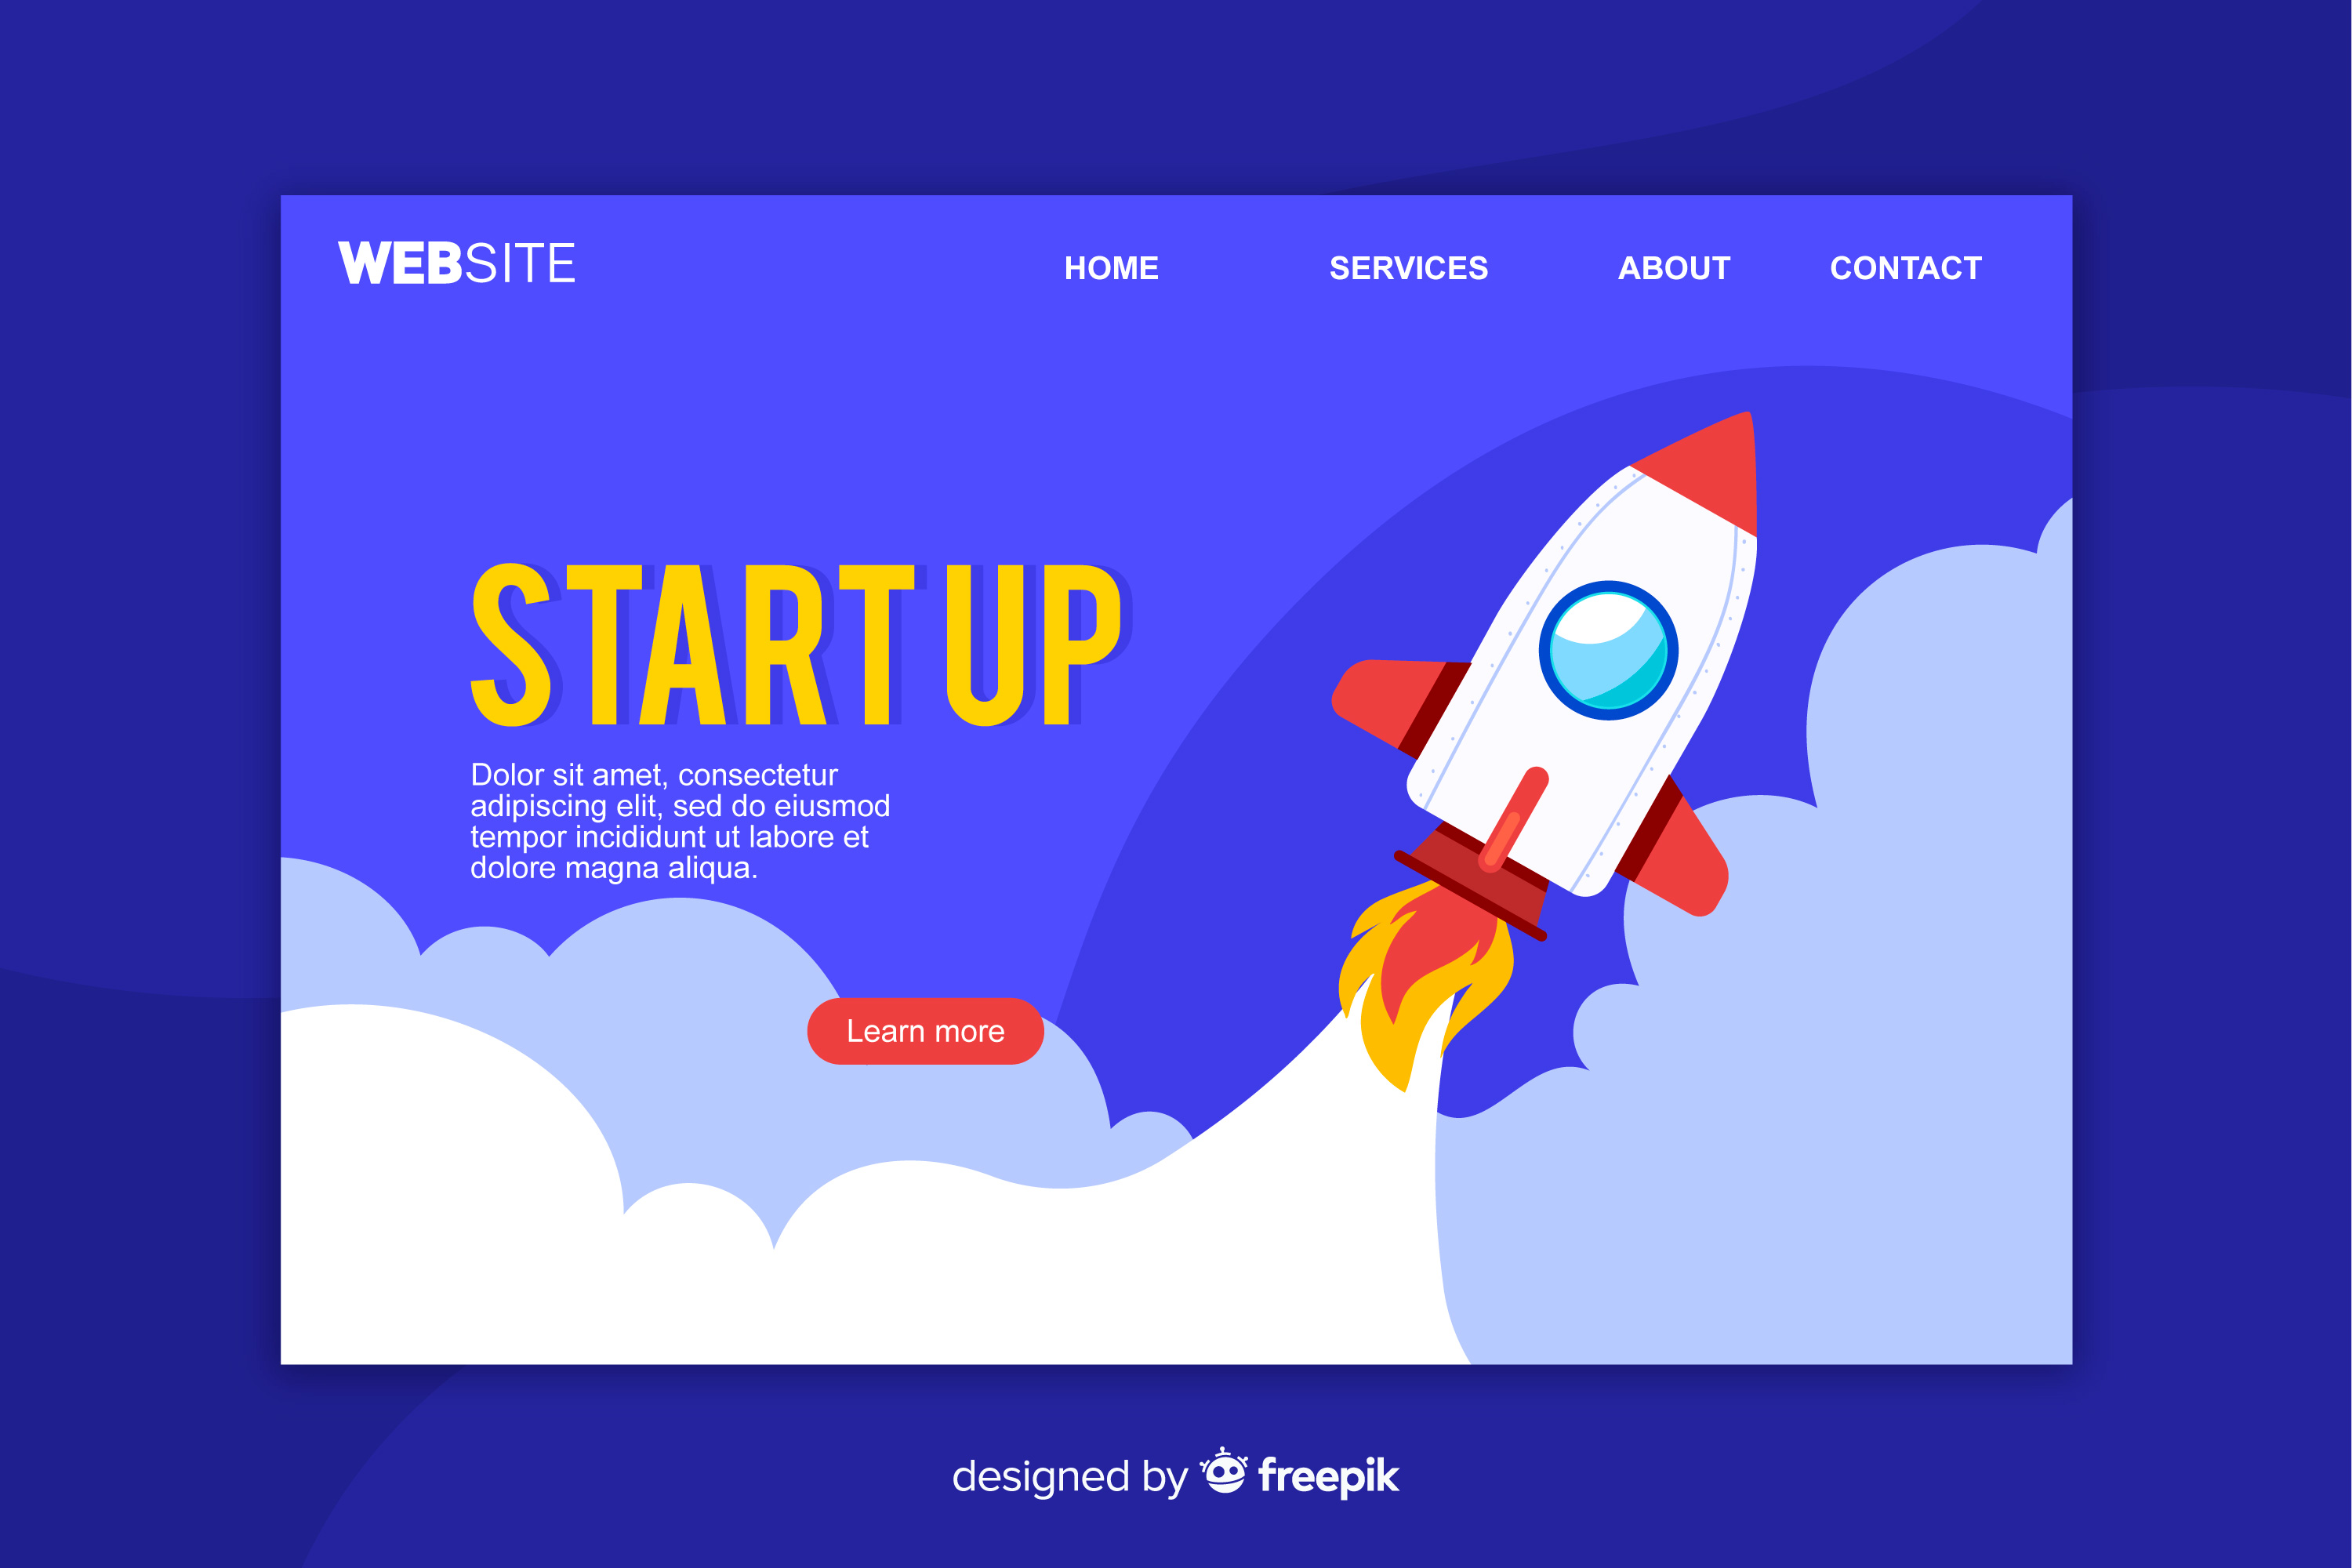 WEBSITE
HOME SERVICES ABOUT CONTACT
START UP
Dolor sit amet, consectetur
adipiscing elit, sed do eiusmod
tempor incididunt ut labore et
dolore magna aliqua.
Learn more
designed by freepik